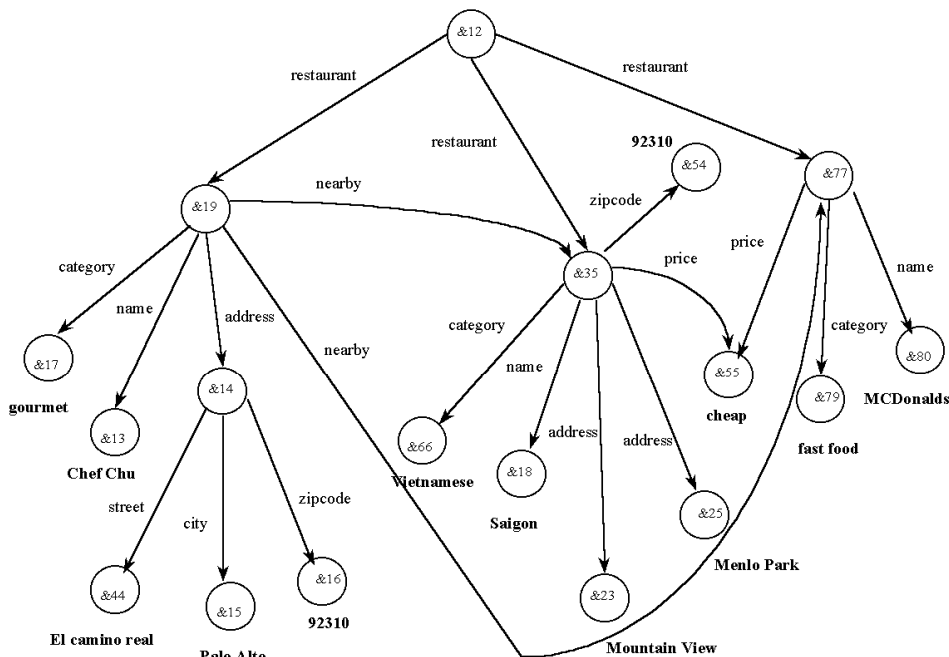 &12
restaurant
restaurant
restaurant
92310
&54
&77
nearby
zipcode
&19
price
price
&35
category
name
category
name
address
category
nearby
name
&17
&55
&80
gourmet
&14
&79
MCDonalds
cheap
&13
&66
address
address
fast food
Chef Chu
Vietnamese
&18
street
zipcode
Saigon
&25
city
Menlo Park
&44
&16
&15
&23
El camino real
92310
Mountain View
Palo Alto